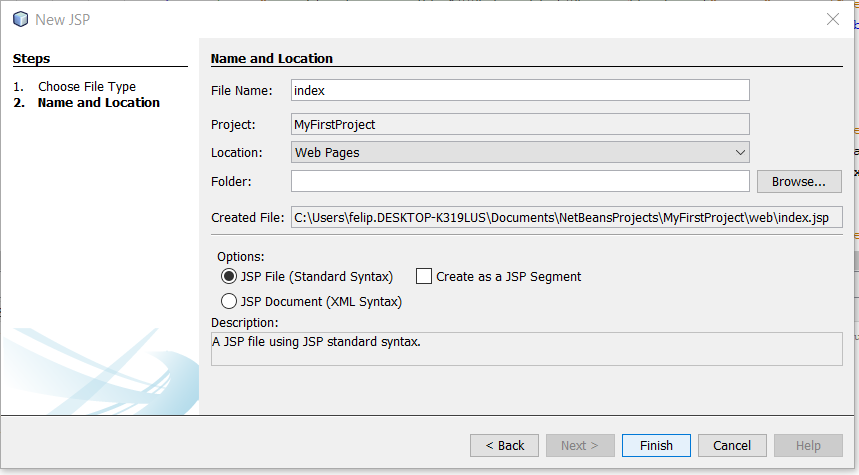 New JSP
Steps
1. Choose File Type
2. Name and Location
Name and Location
File Name: index
Project: MyFirstProject
Location: Web Pages
Folder: Browse...
Created File: C:\Users\felip.DESKTOP-K319LUS\Documents\NetBeansProjects\MyFirstProject\web\index.jsp
Options:
JSP File (Standard Syntax) Create as a JSP Segment
JSP Document (XML Syntax)
Description:
A JSP file using JSP standard syntax.
< Back Next > Finish Cancel Help